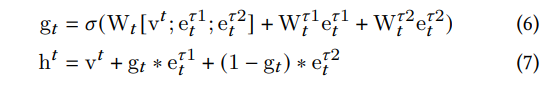 g_t = σ(W_t[v^t; e_t^{τ1}; e_t^{τ2}] + W_t^{τ1}e_t^{τ1} + W_t^{τ2}e_t^{τ2}) (6)
h^t = v^t + g_t ∗ e_t^{τ1} + (1 − g_t) ∗ e_t^{τ2} (7)